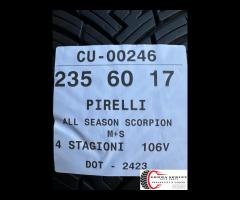 CU-00246
235 60 17
PIRELLI
ALL SEASON SCORPION
M+S
4 STAGIONI 106V
DOT - 2423